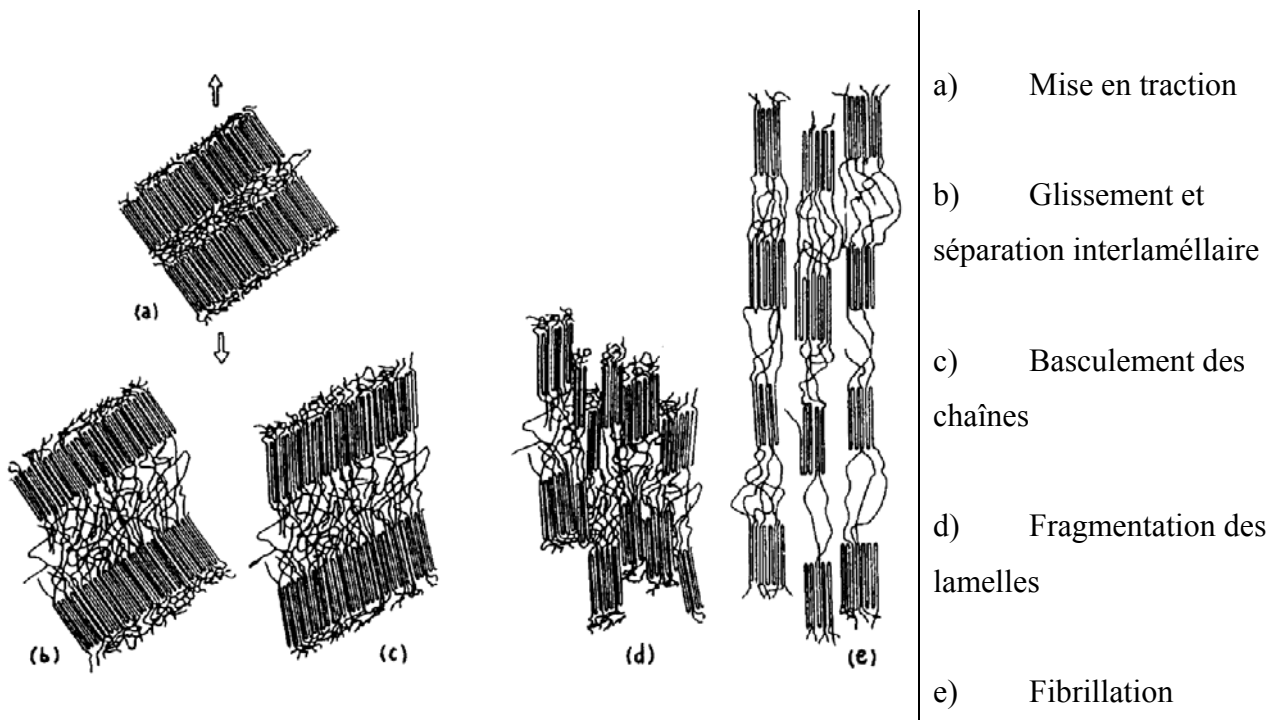 (a)
(b)
(c)
(d)
(e)
a) Mise en traction
b) Glissement et
séparation interlaméllaire
c) Basculement des
chaînes
d) Fragmentation des
lamelles
e) Fibrillation